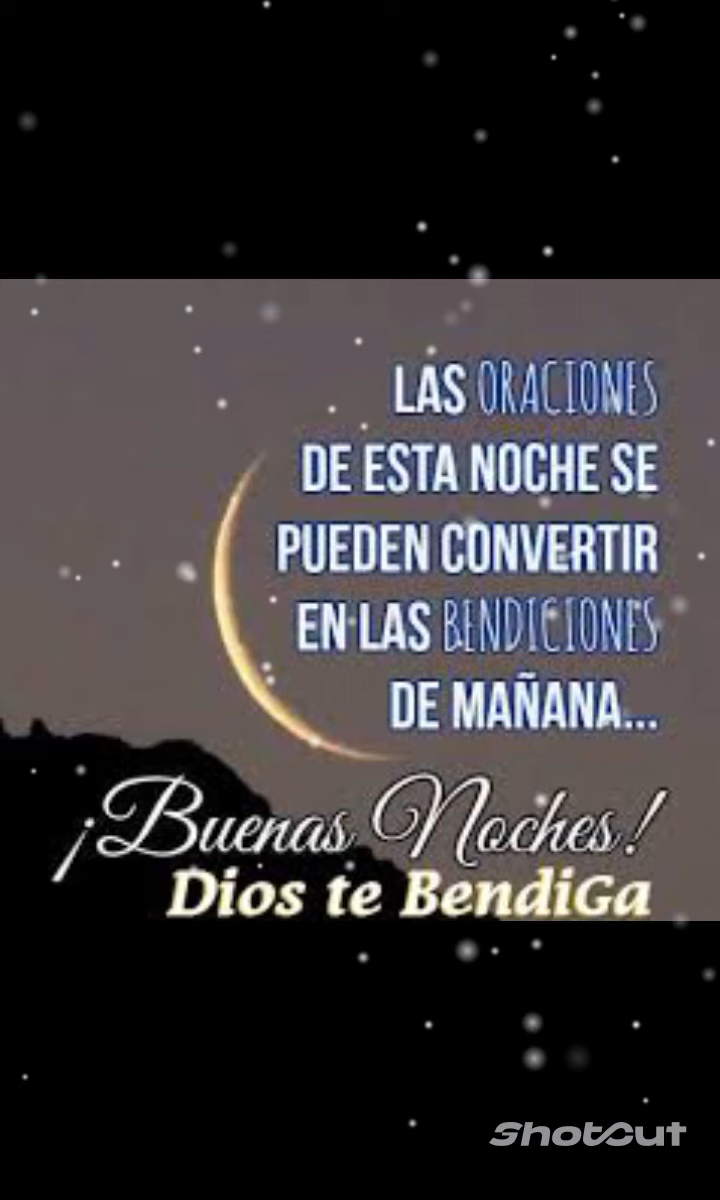 LAS ORACIONES
DE ESTA NOCHE SE
PUEDEN CONVERTIR
EN LAS BENDICIONES
DE MAÑANA...
¡Buenas Noches!
Dios te BendiGa
ShotCut